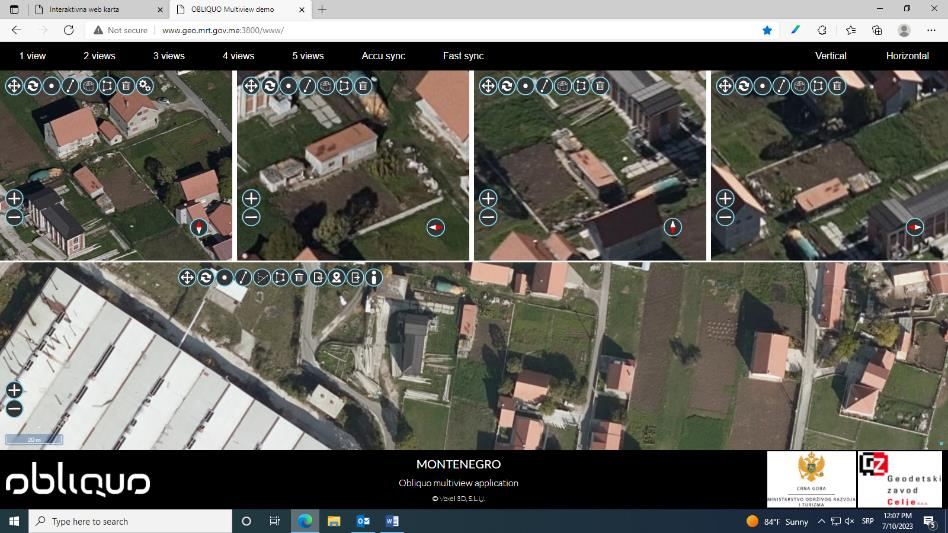 Interaktivna web karta
OBLIQUO Multiview demo
Not secure
www.geo.mrt.gov.me:3000/www/
1 view
2 views
3 views
4 views
5 views
Accu sync
Fast sync
Vertical
Horizontal
20 m
obliquo
MONTENEGRO
Obliquo multiview application
© Voxel 3D, S.L.U.
CRNA GORA
MINISTARSTVO ODRŽIVOG RAZVOJA
I TURIZMA
GZ
Geodetski
zavod
Celje d.o.o.
Type here to search
84°F Sunny
SRP
12:07 PM
7/10/2023